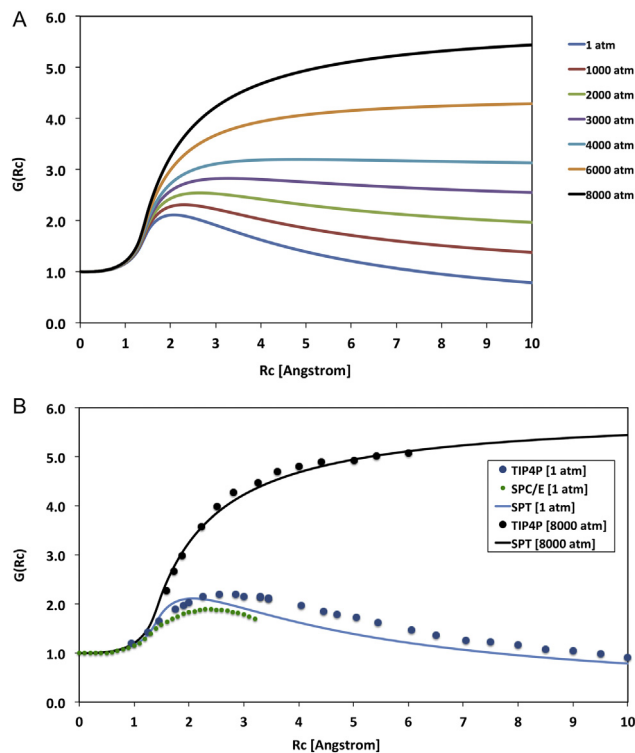 A
6.0
5.0
4.0
3.0
2.0
1.0
0.0
G(Rc)
0 1 2 3 4 5 6 7 8 9 10
Rc [Angstrom]
1 atm
1000 atm
2000 atm
3000 atm
4000 atm
6000 atm
8000 atm
B
6.0
5.0
4.0
3.0
2.0
1.0
0.0
G(Rc)
0 1 2 3 4 5 6 7 8 9 10
Rc [Angstrom]
TIP4P [1 atm]
SPC/E [1 atm]
SPT [1 atm]
TIP4P [8000 atm]
SPT [8000 atm]